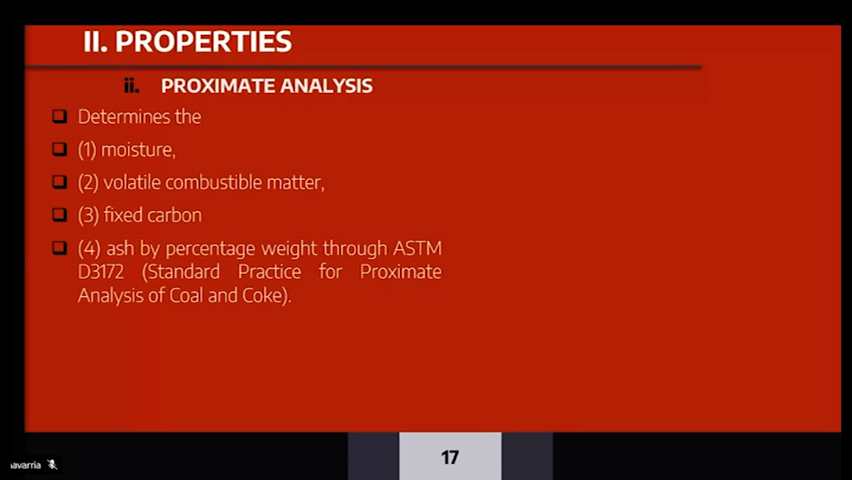 II. PROPERTIES
ii. PROXIMATE ANALYSIS
Determines the
(1) moisture,
(2) volatile combustible matter,
(3) fixed carbon
(4) ash by percentage weight through ASTM
D3172 (Standard Practice for Proximate
Analysis of Coal and Coke).
17
avarria